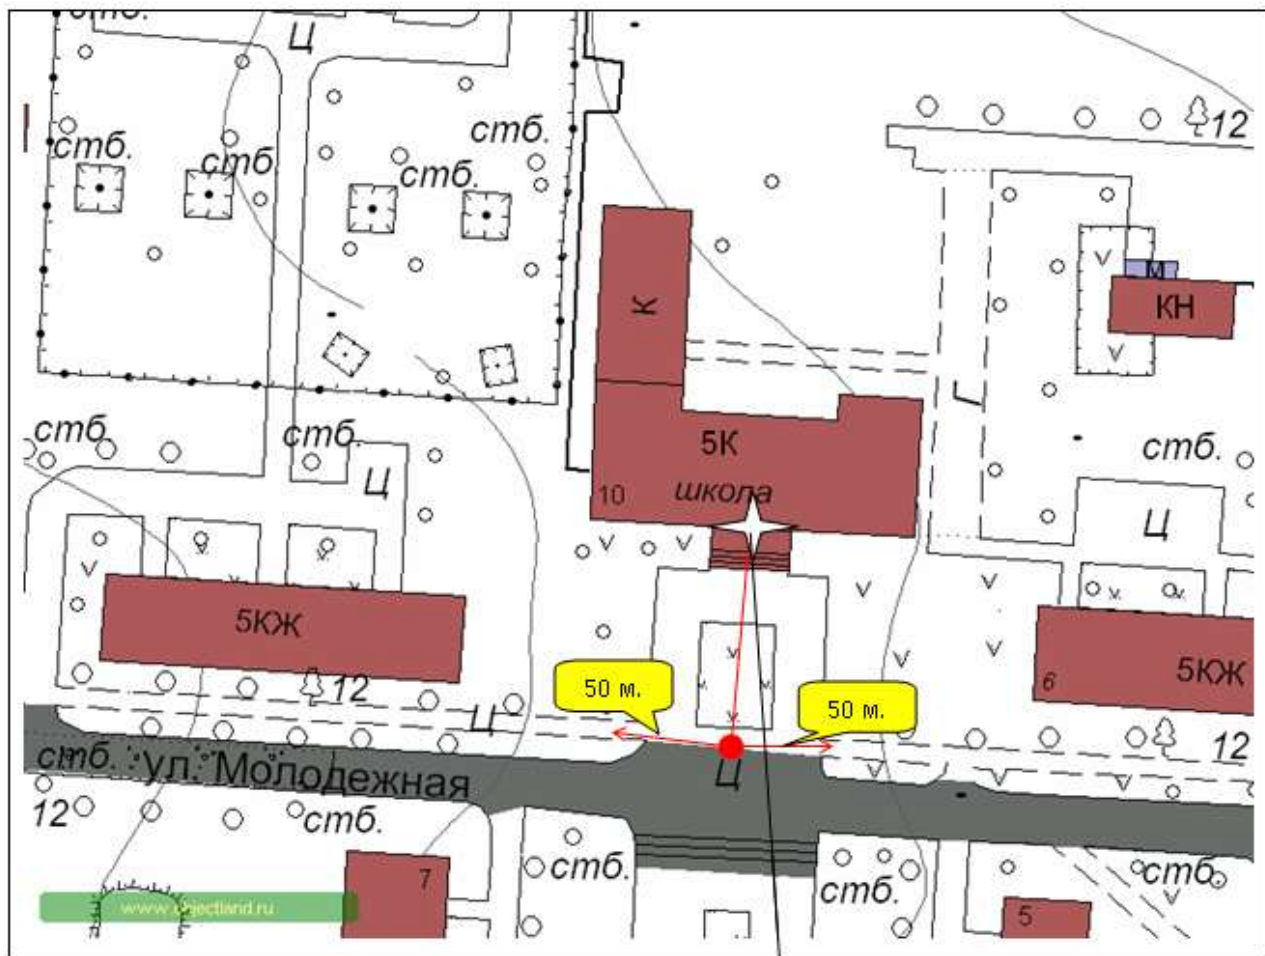 стб.
Ц
стб.
стб.
стб
стб.
12
М
КН
К
Г
стб.
стб.
5К
стб.
Ц
школа
10
Ц
5КЖ
5КЖ
6
12
50 м.
50 м.
Ц
12
стб.
ул. Молодежная
Ц
12
стб.
стб.
стб.
стб.
7
5
www.objectland.ru